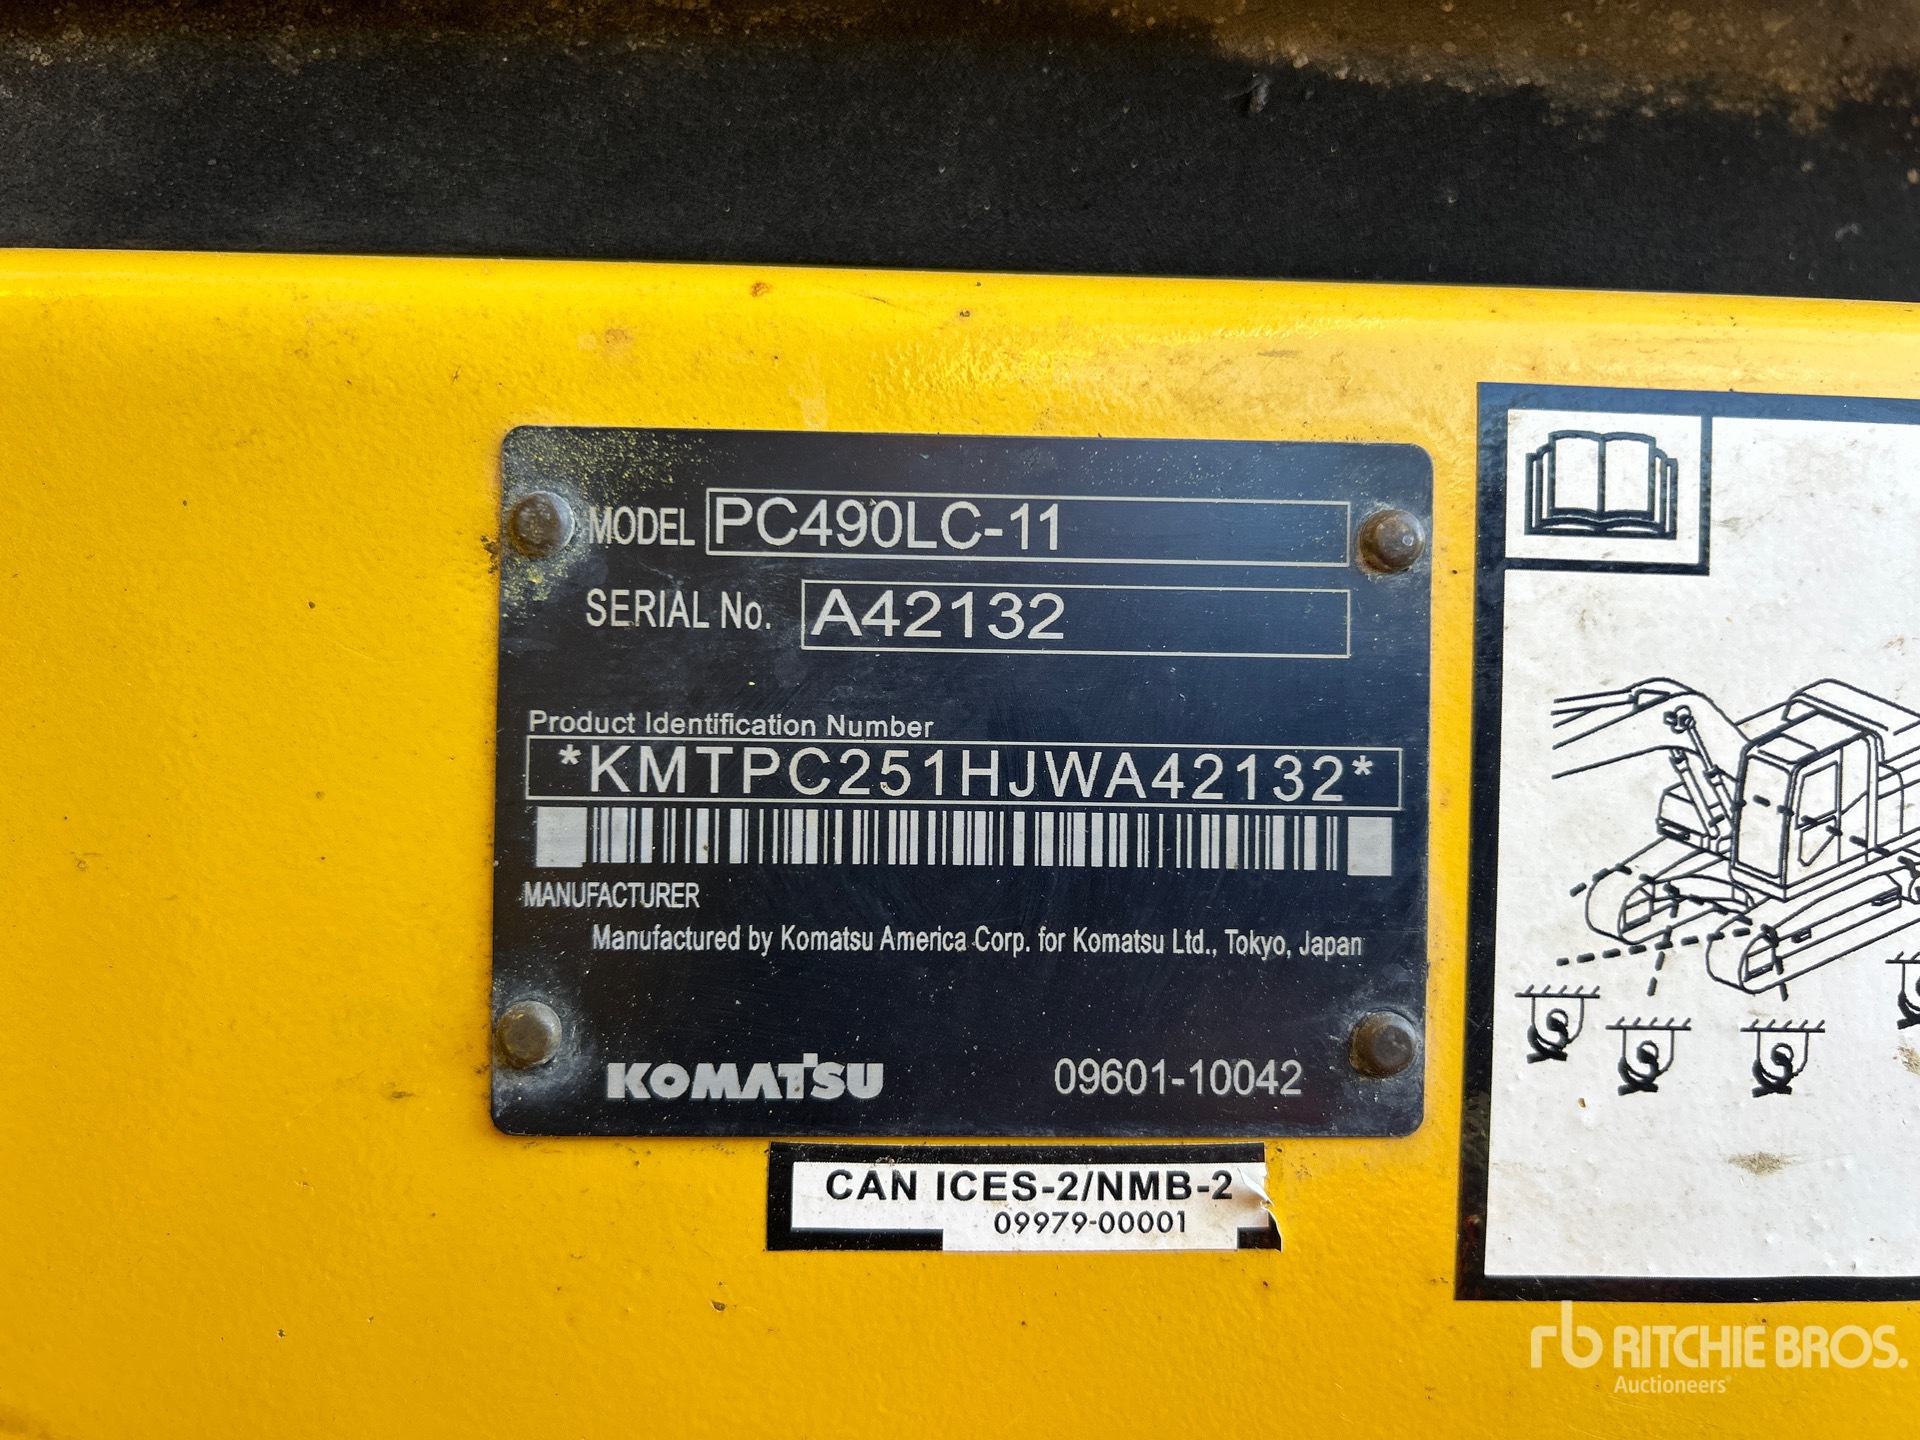 MODEL PC490LC-11
SERIAL No. A42132
Product Identification Number
*KMTPC251HJWA42132*
MANUFACTURER
Manufactured by Komatsu America Corp. for Komatsu Ltd., Tokyo, Japan
KOMATSU 09601-10042
CAN ICES-2/NMB-2
09979-00001
rb RITCHIE BROS.
Auctioneers